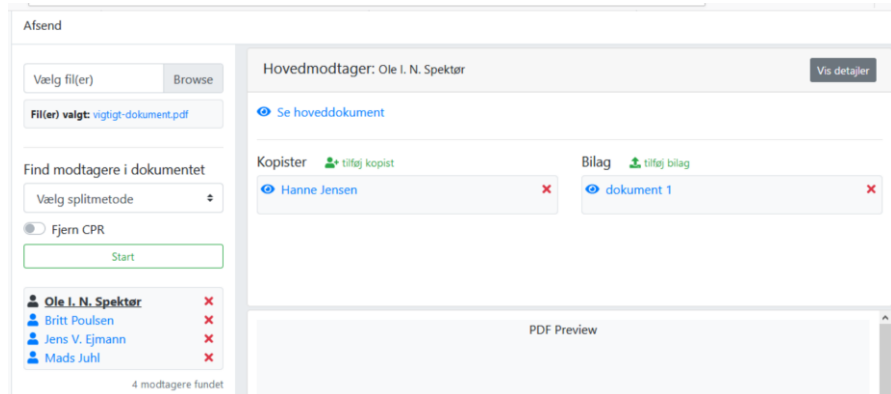 Afsend
Vælg fil(er) Browse
Fil(er) valgt: vigtigt-dokument.pdf
Find modtagere i dokumentet
Vælg splitmetode
Fjern CPR
Start
Ole I. N. Spektør
Britt Poulsen
Jens V. Ejmann
Mads Juhl
4 modtagere fundet
Hovedmodtager: Ole I. N. Spektør
Vis detaljer
Se hoveddokument
Kopister tilføj kopist
Hanne Jensen
Bilag tilføj bilag
dokument 1
PDF Preview